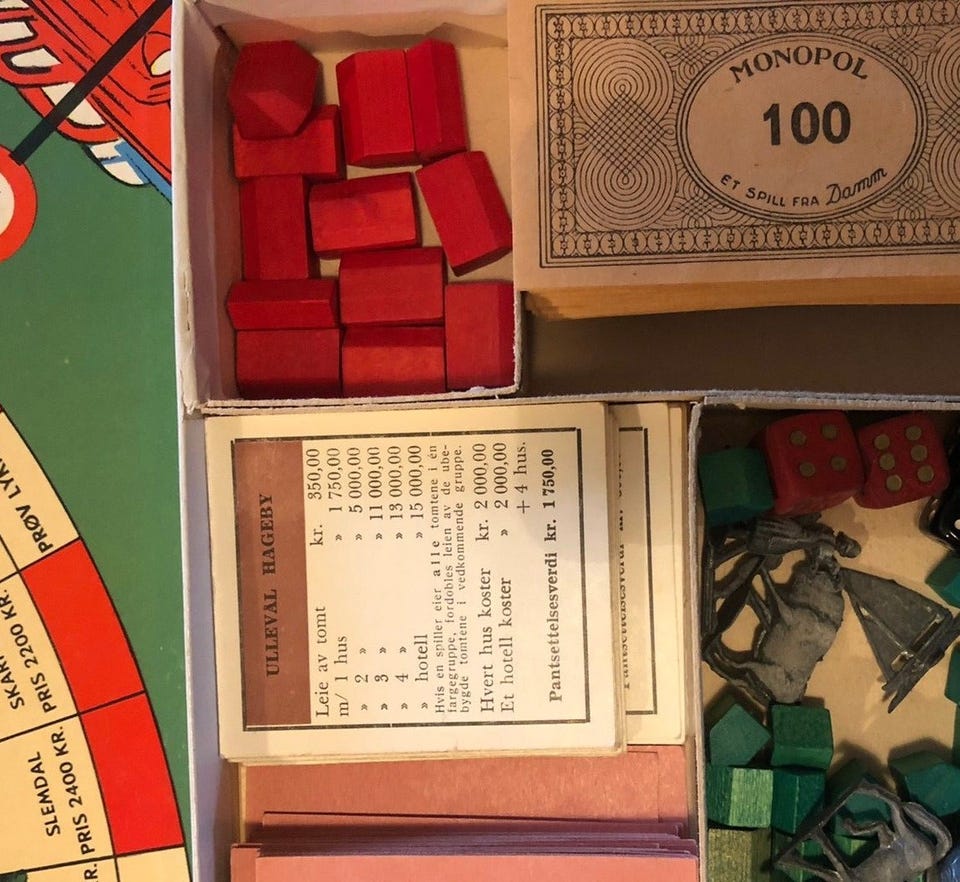 MONOPOL
100
ET SPILL FRA Damm
ULLEVÅL HAGEBY
Leie av tomt kr. 350,00
m/ 1 hus » 1 750,00
» 2 » » 5 000,00
» 3 » » 11 000,00
» 4 » » 13 000,00
» hotell » 15 000,00
Hvis en spiller eier alle tomtene i én
fargegruppe, fordobles leien av de ube-
bygde tomtene i vedkommende gruppe.
Hvert hus koster kr. 2 000,00
Et hotell koster » 2 000,00
+ 4 hus.
Pantsettelsesverdi kr. 1 750,00
Pantsettelsesverdi kr.
PRØV
PRIS 2200 KR.
SLEMDAL
PRIS 2400 KR.